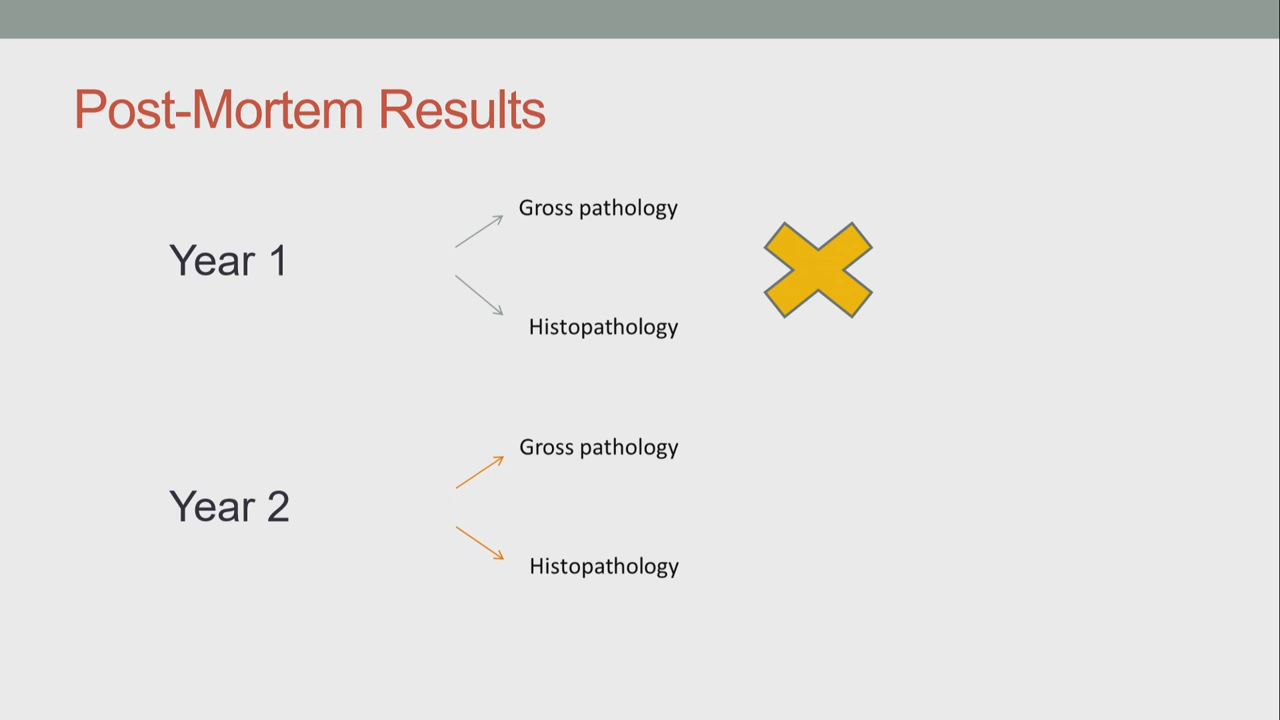 Post-Mortem Results
Gross pathology
Year 1
Histopathology
Gross pathology
Year 2
Histopathology